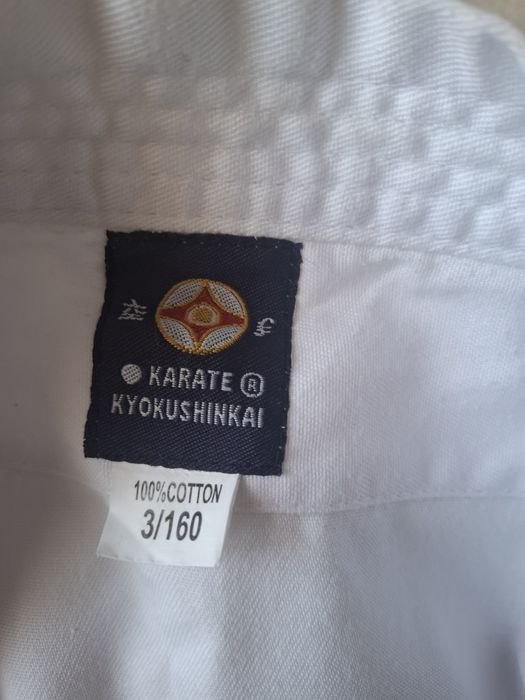 KARATE ®
KYOKUSHINKAI
100%COTTON
3/160